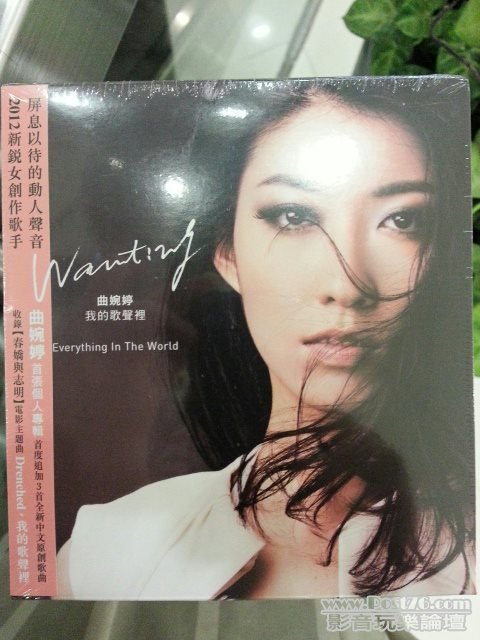 屏息以待的動人聲音
2012新銳女創作歌手
曲婉婷 首張個人專輯 首度追加3首全新中文原創歌曲
收錄【春嬌與志明】電影主題曲 Drenched、我的歌聲裡
Wanting
曲婉婷
我的歌聲裡
Everything In The World
www.Post76.com
影音玩樂論壇